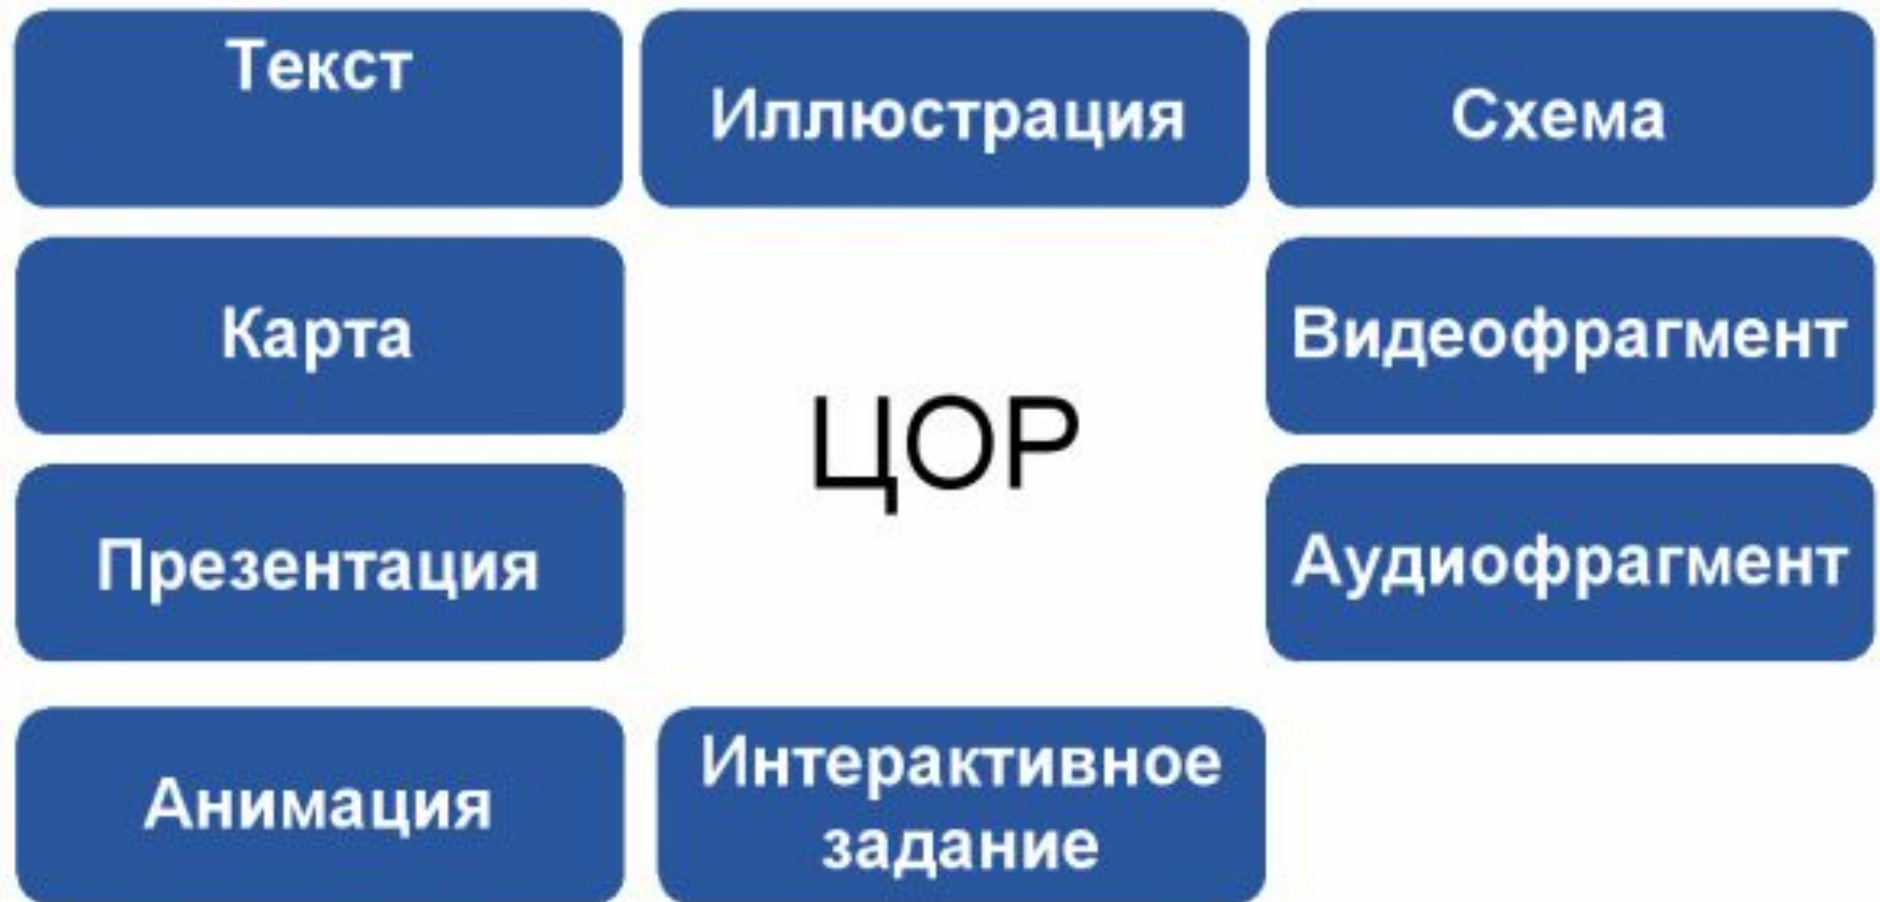 Текст
Иллюстрация
Схема
Карта
Видеофрагмент
ЦОР
Презентация
Аудиофрагмент
Анимация
Интерактивное
задание